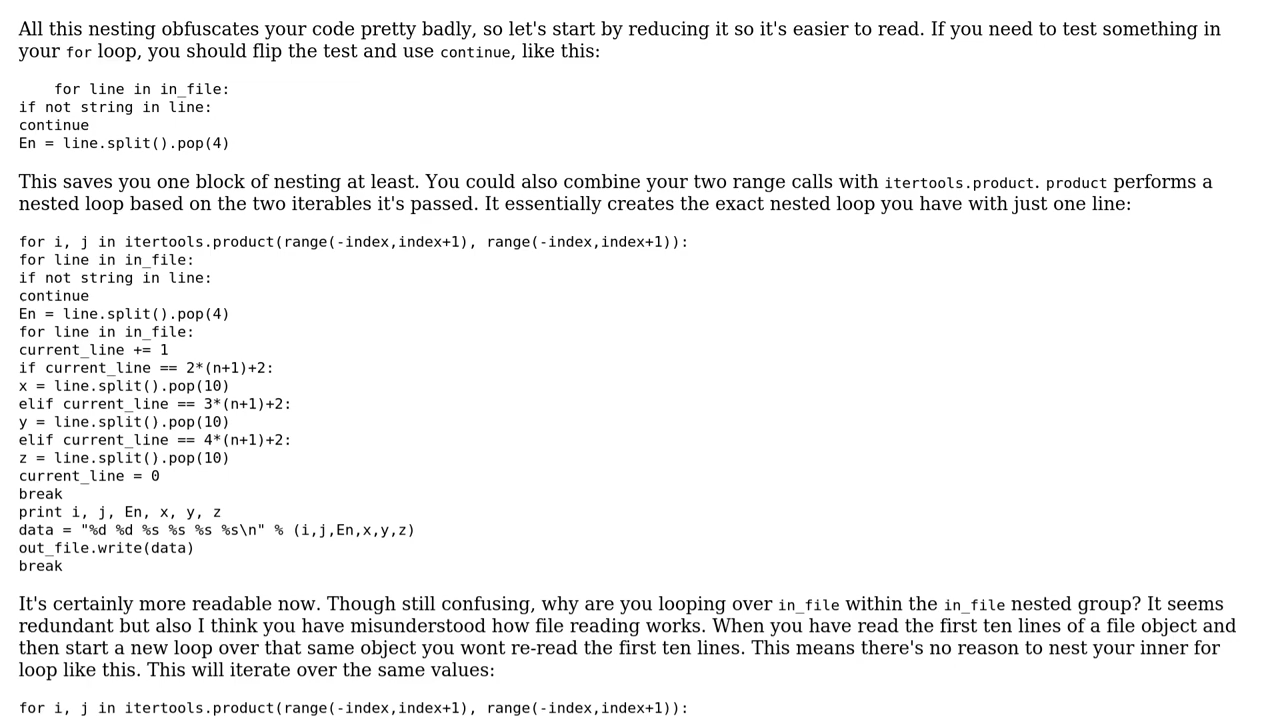 All this nesting obfuscates your code pretty badly, so let's start by reducing it so it's easier to read. If you need to test something in
your for loop, you should flip the test and use continue, like this:
    for line in in_file:
if not string in line:
continue
En = line.split().pop(4)
This saves you one block of nesting at least. You could also combine your two range calls with itertools.product. product performs a
nested loop based on the two iterables it's passed. It essentially creates the exact nested loop you have with just one line:
for i, j in itertools.product(range(-index,index+1), range(-index,index+1)):
for line in in_file:
if not string in line:
continue
En = line.split().pop(4)
for line in in_file:
current_line += 1
if current_line == 2*(n+1)+2:
x = line.split().pop(10)
elif current_line == 3*(n+1)+2:
y = line.split().pop(10)
elif current_line == 4*(n+1)+2:
z = line.split().pop(10)
current_line = 0
break
print i, j, En, x, y, z
data = "%d %d %s %s %s %s\n" % (i,j,En,x,y,z)
out_file.write(data)
break
It's certainly more readable now. Though still confusing, why are you looping over in_file within the in_file nested group? It seems
redundant but also I think you have misunderstood how file reading works. When you have read the first ten lines of a file object and
then start a new loop over that same object you wont re-read the first ten lines. This means there's no reason to nest your inner for
loop like this. This will iterate over the same values:
for i, j in itertools.product(range(-index,index+1), range(-index,index+1)):